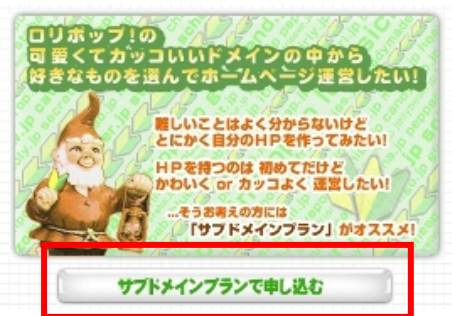 ロリポップ!の
可愛くてカッコいいドメインの中から
好きなものを選んでホームページ運営したい!
難しいことはよく分からないけど
とにかく自分のHPを作ってみたい!
HPを持つのは 初めてだけど
かわいく or カッコよく 運営したい!
...そうお考えの方には
「サブドメインプラン」がオススメ!
サブドメインプランで申し込む